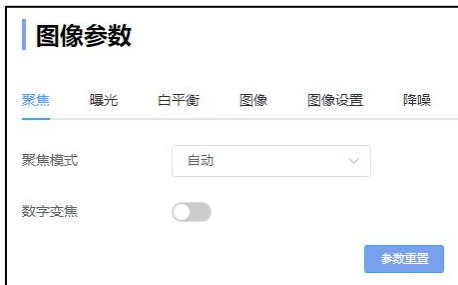 图像参数
聚焦 曝光 白平衡 图像 图像设置 降噪
聚焦模式 自动
数字变焦
参数重置